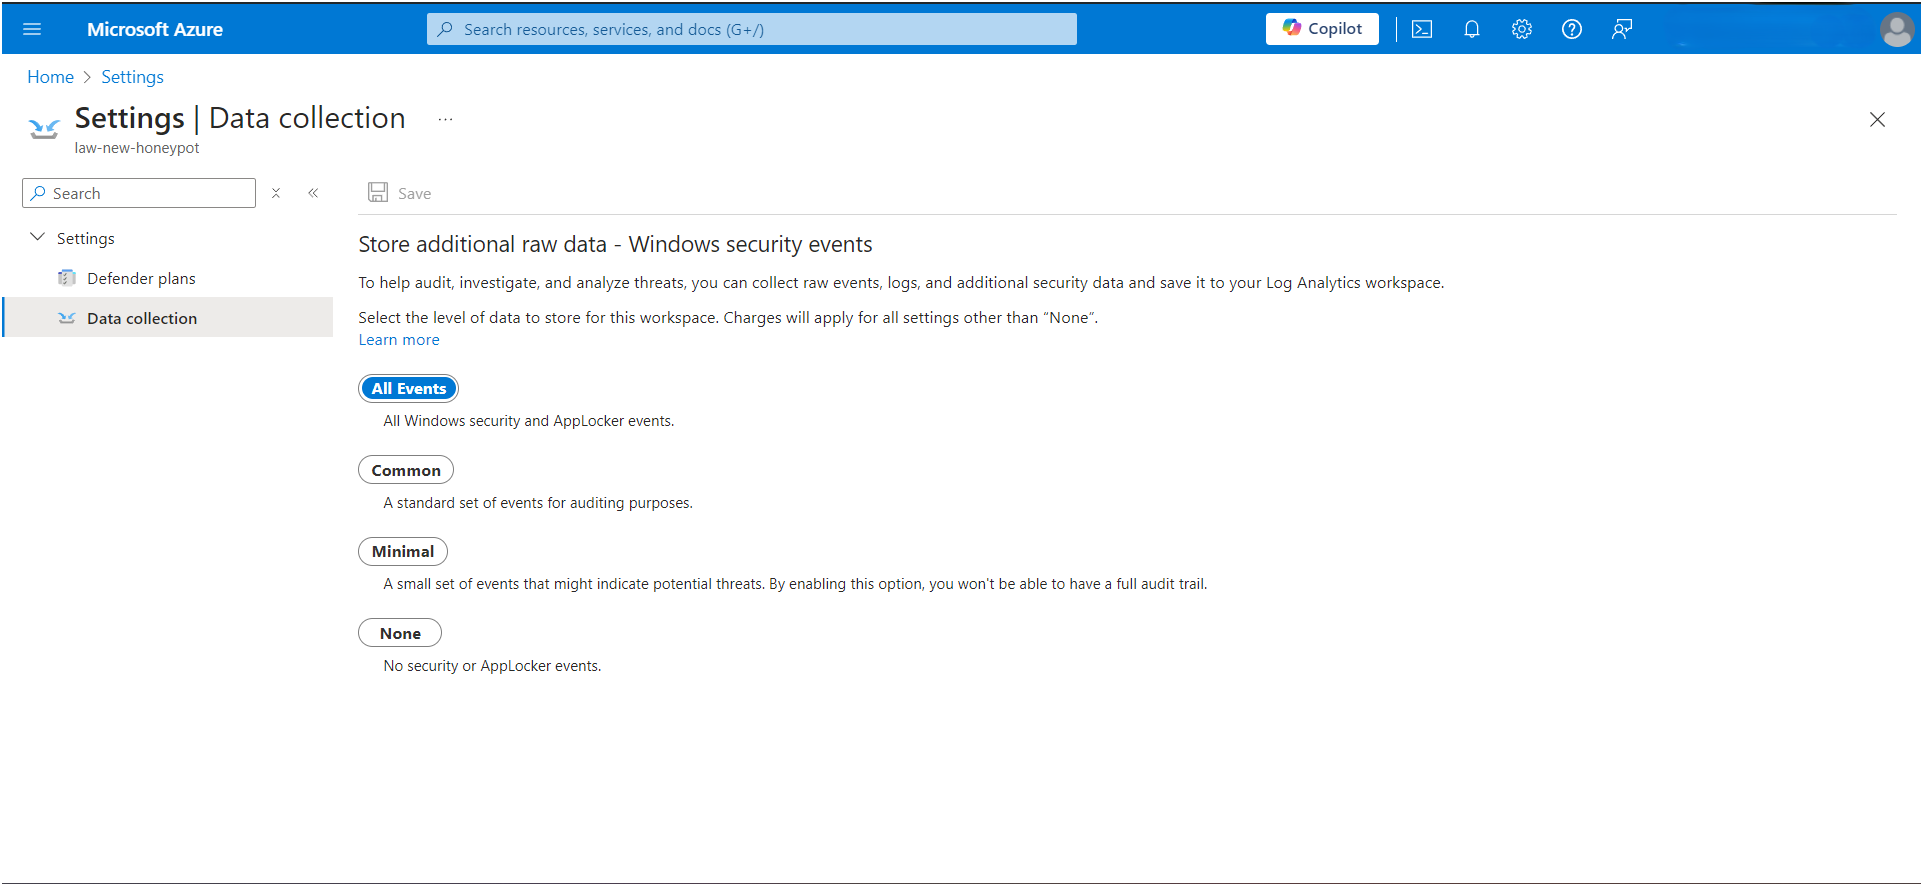 Microsoft Azure
Search resources, services, and docs (G+/)
Copilot
Home > Settings
Settings | Data collection ...
law-new-honeypot
Search
Save
Settings
Defender plans
Data collection
Store additional raw data - Windows security events
To help audit, investigate, and analyze threats, you can collect raw events, logs, and additional security data and save it to your Log Analytics workspace.
Select the level of data to store for this workspace. Charges will apply for all settings other than “None”.
Learn more
All Events
All Windows security and AppLocker events.
Common
A standard set of events for auditing purposes.
Minimal
A small set of events that might indicate potential threats. By enabling this option, you won't be able to have a full audit trail.
None
No security or AppLocker events.